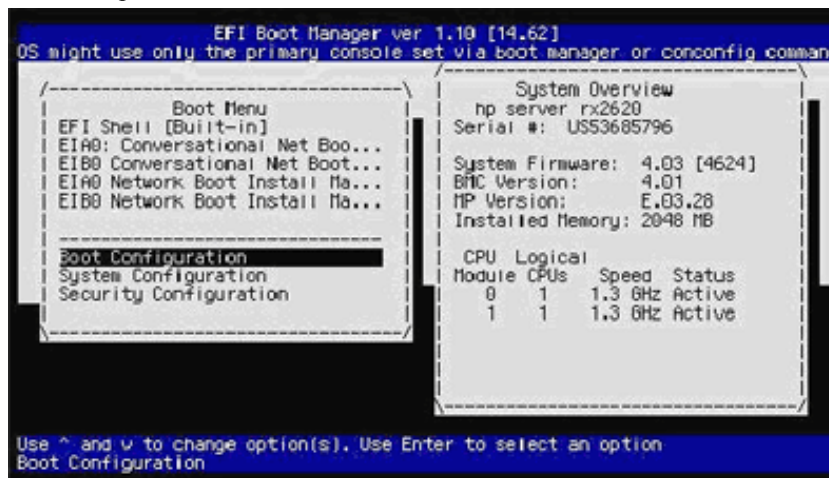 EFI Boot Manager ver 1.10 [14.62]
OS might use only the primary console set via boot manager or conconfig comman
Boot Menu
EFI Shell [Built-in]
EIA0: Conversational Net Boo...
EIB0 Conversational Net Boot...
EIA0 Network Boot Install Ma...
EIB0 Network Boot Install Ma...
Boot Configuration
System Configuration
Security Configuration
System Overview
hp server rx2620
Serial #: US53685796
System Firmware: 4.03 [4624]
BMC Version: 4.01
MP Version: E.03.28
Installed Memory: 2048 MB
CPU Logical
Module CPUs Speed Status
0 1 1.3 GHz Active
1 1 1.3 GHz Active
Use ^ and v to change option(s). Use Enter to select an option
Boot Configuration